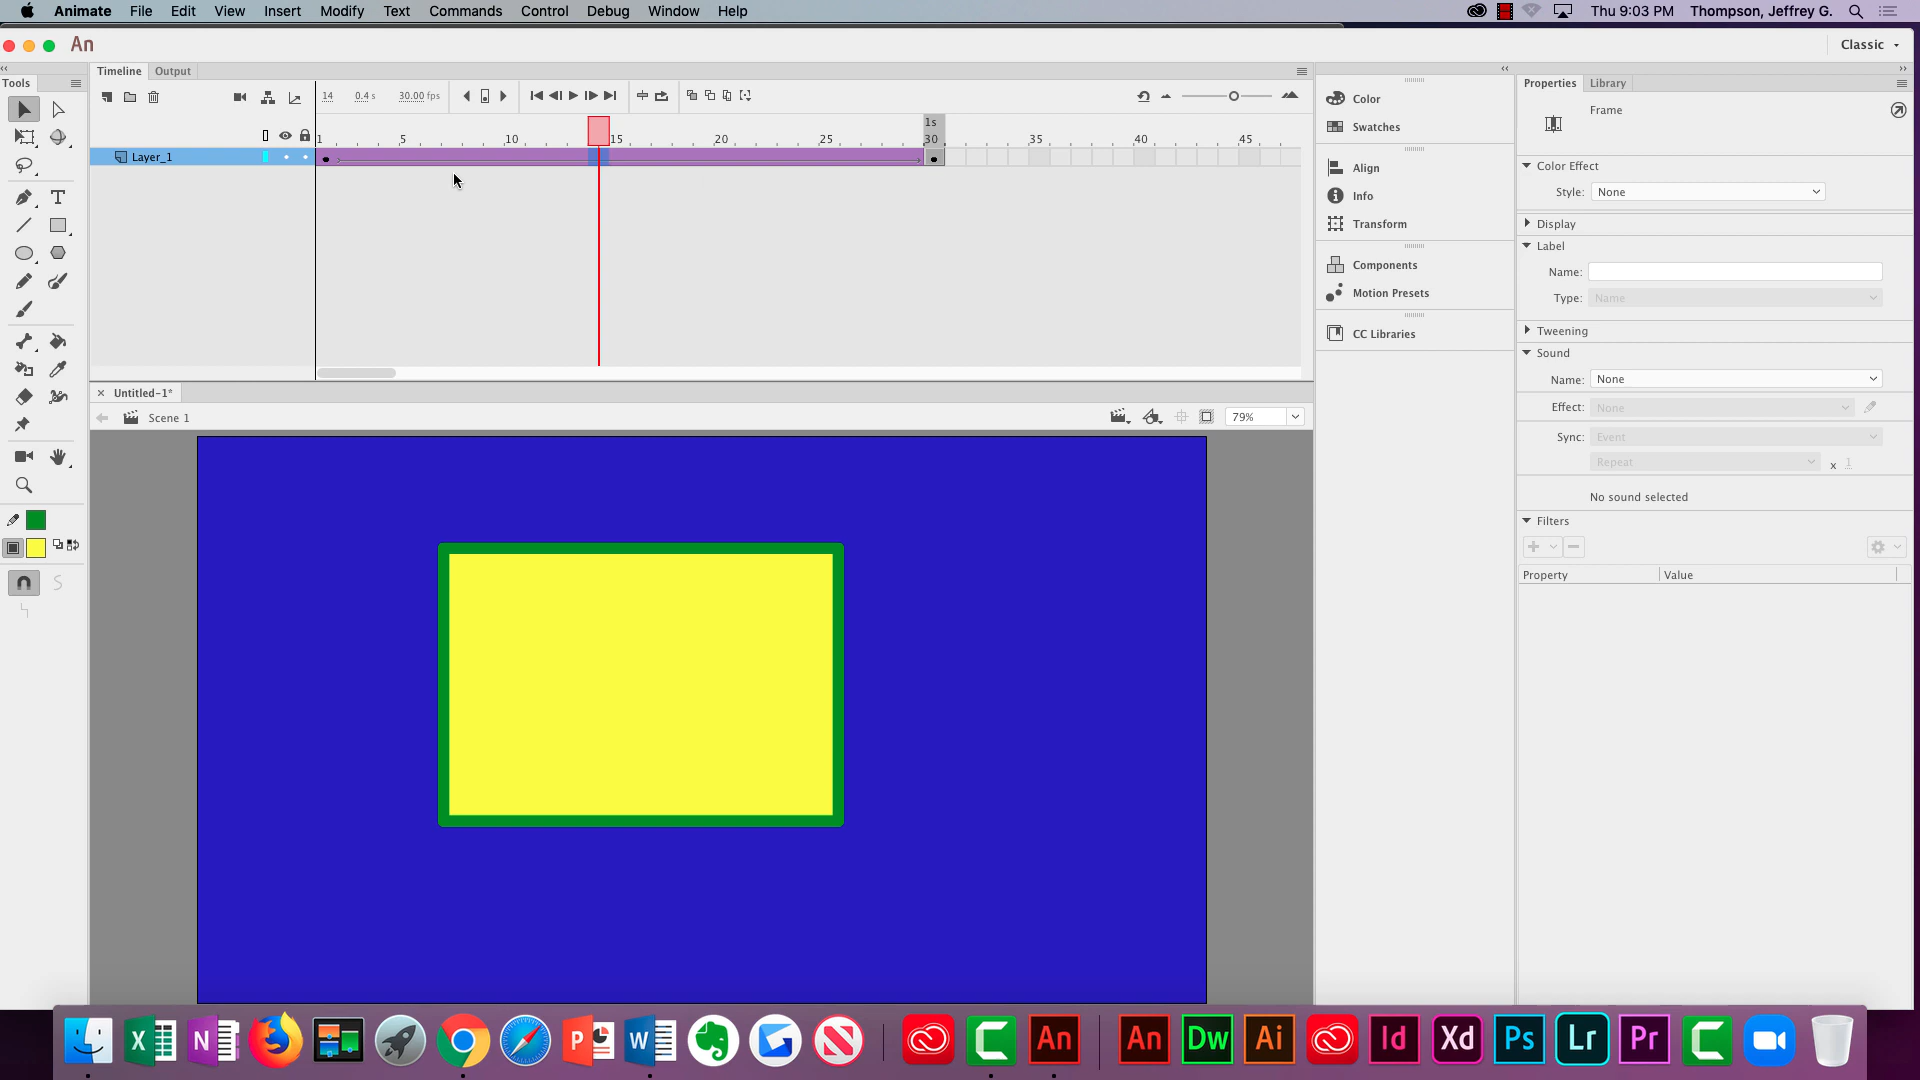 Animate File Edit View Insert Modify Text Commands Control Debug Window Help Thu 9:03 PM Thompson, Jeffrey G.
An Classic
Tools
Timeline Output
14 0.4 s 30.00 fps
1s
1 5 10 15 20 25 30 35 40 45
Layer_1
Untitled-1*
Scene 1 79%
Color
Swatches
Align
Info
Transform
Components
Motion Presets
CC Libraries
Properties Library
Frame
Color Effect
Style: None
Display
Label
Name:
Type: Name
Tweening
Sound
Name: None
Effect: None
Sync: Event
Repeat x 1
No sound selected
Filters
Property Value
An An Dw Ai Id Xd Ps Lr Pr